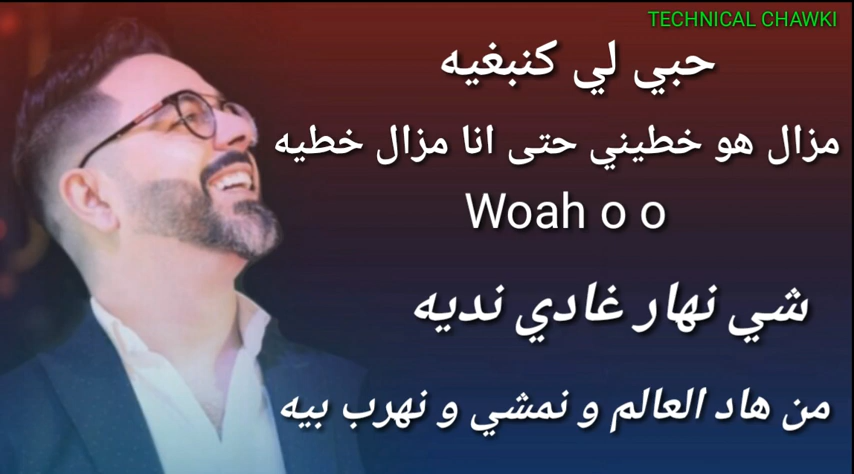 TECHNICAL CHAWKI
حبي لي كنبغيه
مزال هو خطيني حتى انا مزال خطيه
Woah o o
شي نهار غادي نديه
من هاد العالم و نمشي و نهرب بيه